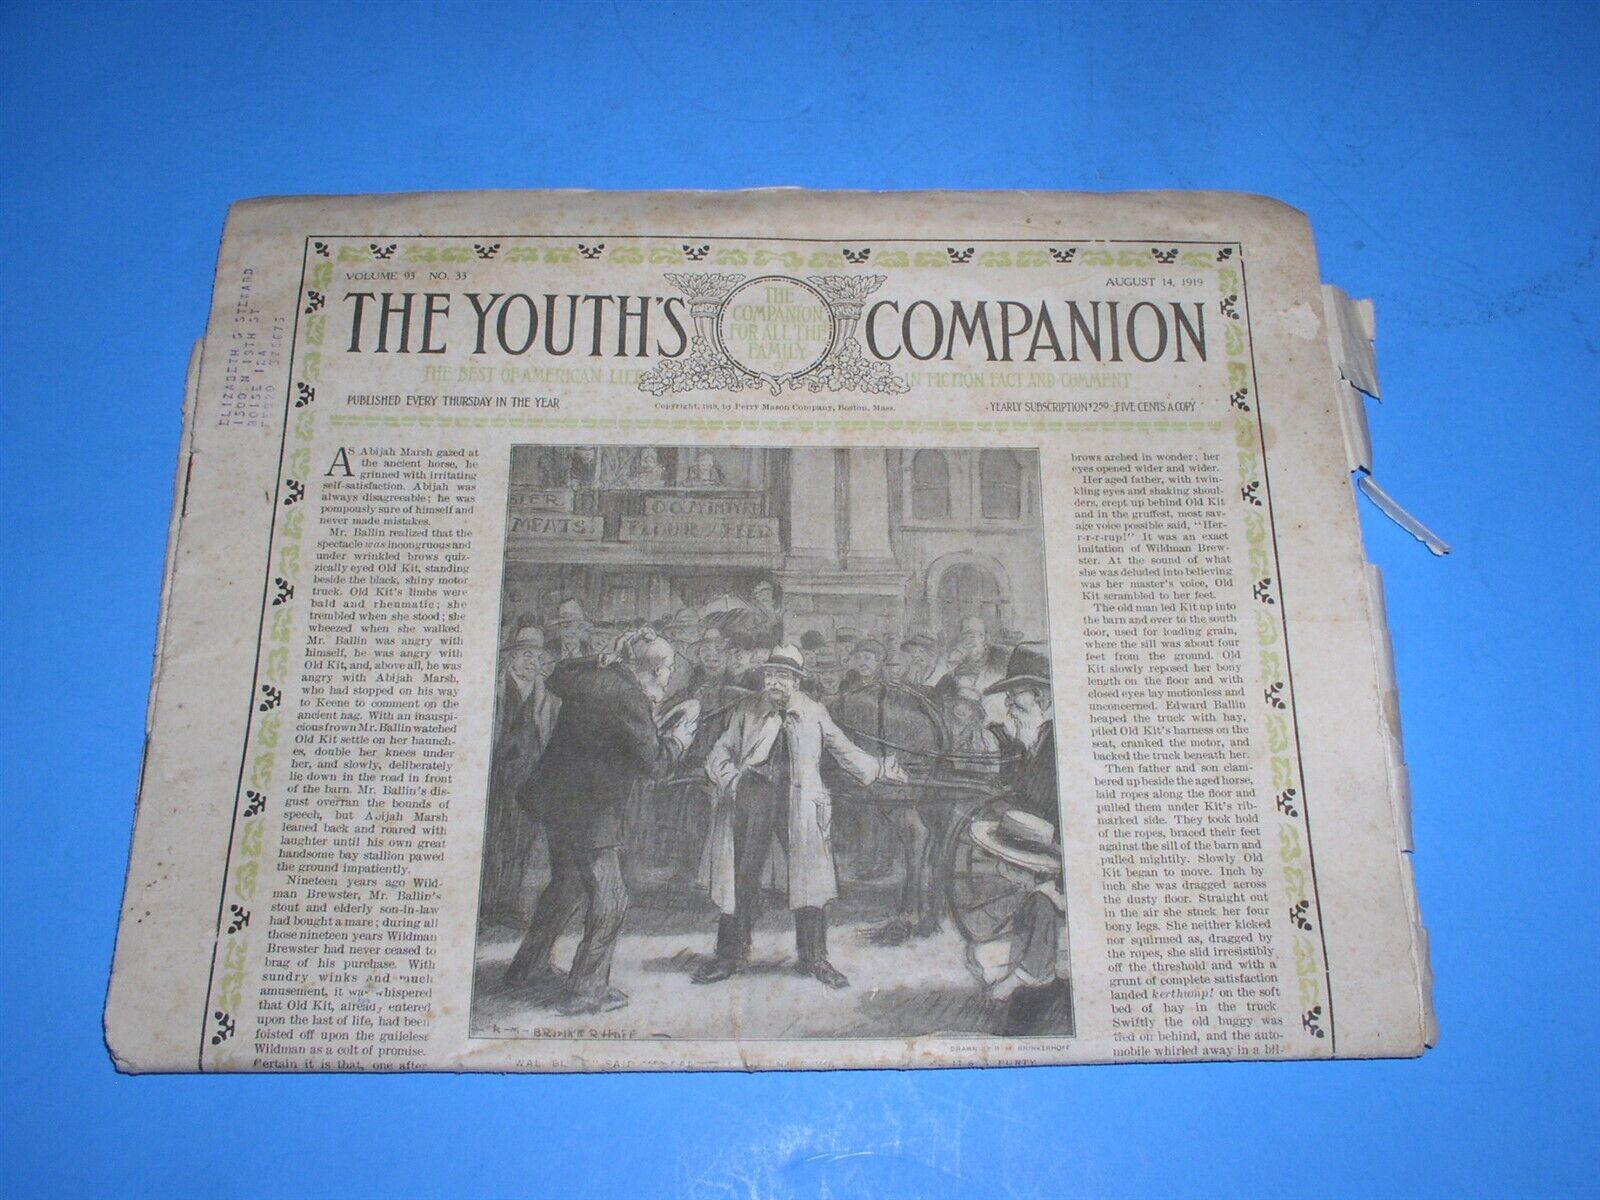 ELIZABETH G STETARD
1500 N 19TH ST
BOISE IDA
VOLUME 93 NO. 33
AUGUST 14, 1919
THE YOUTH'S COMPANION
THE
COMPANION
FOR ALL THE
FAMILY
THE BEST OF AMERICAN LIFE IN FICTION FACT AND COMMENT
PUBLISHED EVERY THURSDAY IN THE YEAR
Copyright, 1919, by Perry Mason Company, Boston, Mass.
YEARLY SUBSCRIPTION $2.50 - FIVE CENTS A COPY
AS Abijah Marsh gazed at
the ancient horse, he
grinned with irritating
self-satisfaction. Abijah was
always disagreeable; he was
pompously sure of himself and
never made mistakes.
Mr. Ballin realized that the
spectacle was incongruous and
under wrinkled brows quiz-
zically eyed Old Kit, standing
beside the black, shiny motor
truck. Old Kit's limbs were
bald and rheumatic; she
trembled when she stood; she
wheezed when she walked.
Mr. Ballin was angry with
himself, he was angry with
Old Kit, and, above all, he was
angry with Abijah Marsh,
who had stopped on his way
to Keene to comment on the
ancient nag. With an inauspi-
cious frown Mr. Ballin watched
Old Kit settle on her haunch-
es, double her knees under
her, and slowly, deliberately
lie down in the road in front
of the barn. Mr. Ballin's dis-
gust overran the bounds of
speech, but Abijah Marsh
leaned back and roared with
laughter until his own great
handsome bay stallion pawed
the ground impatiently.
Nineteen years ago Wild-
man Brewster, Mr. Ballin's
stout and elderly son-in-law
had bought a mare; during all
those nineteen years Wildman
Brewster had never ceased to
brag of his purchase. With
sundry winks and much
amusement, it was whispered
that Old Kit, already entered
upon the last of life, had been
foisted off upon the guileless
Wildman as a colt of promise.
Certain it is that, one after
MEATS!
FLOUR & FEED
R-M-BRINKERHOFF
DRAWN BY R. M. BRINKERHOFF
brows arched in wonder; her
eyes opened wider and wider.
Her aged father, with twin-
kling eyes and shaking shoul-
ders, crept up behind Old Kit
and in the gruffest, most sav-
age voice possible said, "Her-
r-r-r-rup!" It was an exact
imitation of Wildman Brew-
ster. At the sound of what
she was deluded into believing
was her master's voice, Old
Kit scrambled to her feet.
The old man led Kit up into
the barn and over to the south
door, used for loading grain,
where the sill was about four
feet from the ground. Old
Kit slowly reposed her bony
length on the floor and with
closed eyes lay motionless and
unconcerned. Edward Ballin
heaped the truck with hay,
piled Old Kit's harness on the
seat, cranked the motor, and
backed the truck beneath her.
Then father and son clam-
bered up beside the aged horse,
laid ropes along the floor and
pulled them under Kit's rib-
marked side. They took hold
of the ropes, braced their feet
against the sill of the barn and
pulled mightily. Slowly Old
Kit began to move. Inch by
inch she was dragged across
the dusty floor. Straight out
in the air she stuck her four
bony legs. She neither kicked
nor squirmed as, dragged by
the ropes, she slid irresistibly
off the threshold and with a
grunt of complete satisfaction
landed kerthump! on the soft
bed of hay in the truck.
Swiftly the old buggy was
tied on behind, and the auto-
mobile whirled away in a bil-